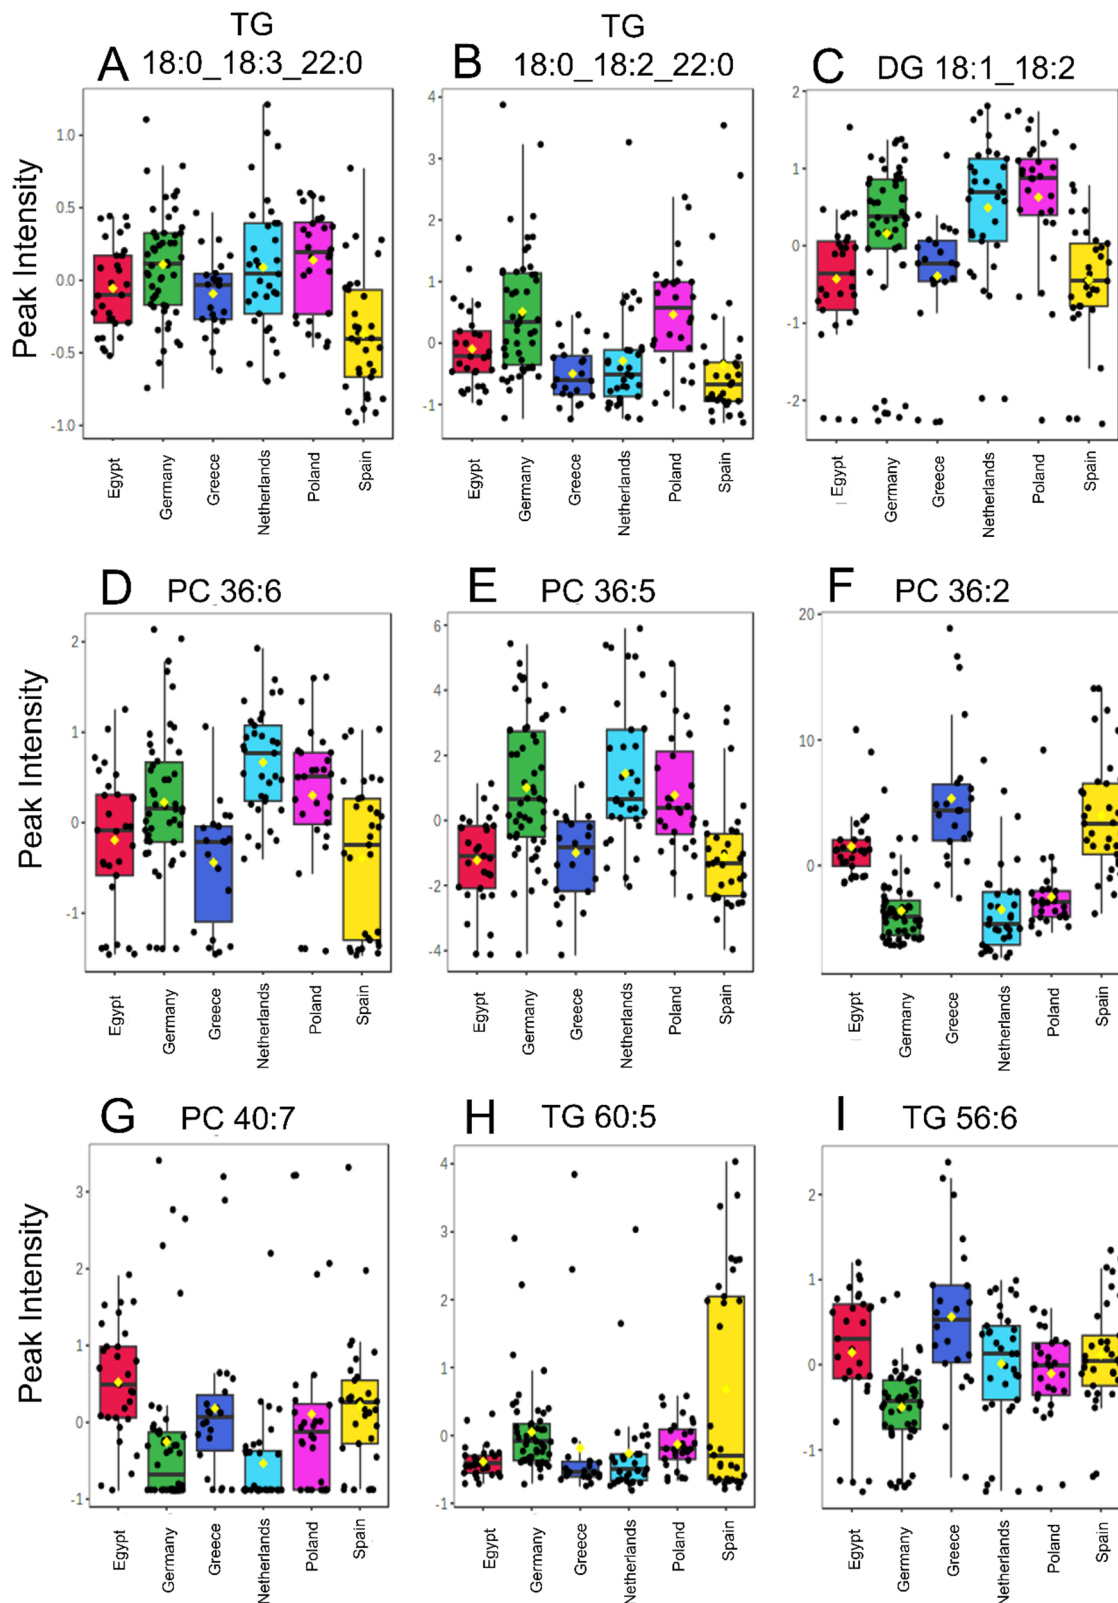 TG
TG
A 18:0_18:3_22:0
B 18:0_18:2_22:0
C DG 18:1_18:2
Peak Intensity
1.0
0.5
0.0
-0.5
-1.0
4
3
2
1
0
-1
2
1
0
-1
-2
Egypt
Germany
Greece
Netherlands
Poland
Spain
Egypt
Germany
Greece
Netherlands
Poland
Spain
Egypt
Germany
Greece
Netherlands
Poland
Spain
D PC 36:6
E PC 36:5
F PC 36:2
Peak Intensity
2
1
0
-1
6
4
2
0
-2
-4
20
10
0
Egypt
Germany
Greece
Netherlands
Poland
Spain
Egypt
Germany
Greece
Netherlands
Poland
Spain
Egypt
Germany
Greece
Netherlands
Poland
Spain
G PC 40:7
H TG 60:5
I TG 56:6
Peak Intensity
3
2
1
0
-1
4
3
2
1
0
-1
2
1
0
-1
Egypt
Germany
Greece
Netherlands
Poland
Spain
Egypt
Germany
Greece
Netherlands
Poland
Spain
Egypt
Germany
Greece
Netherlands
Poland
Spain